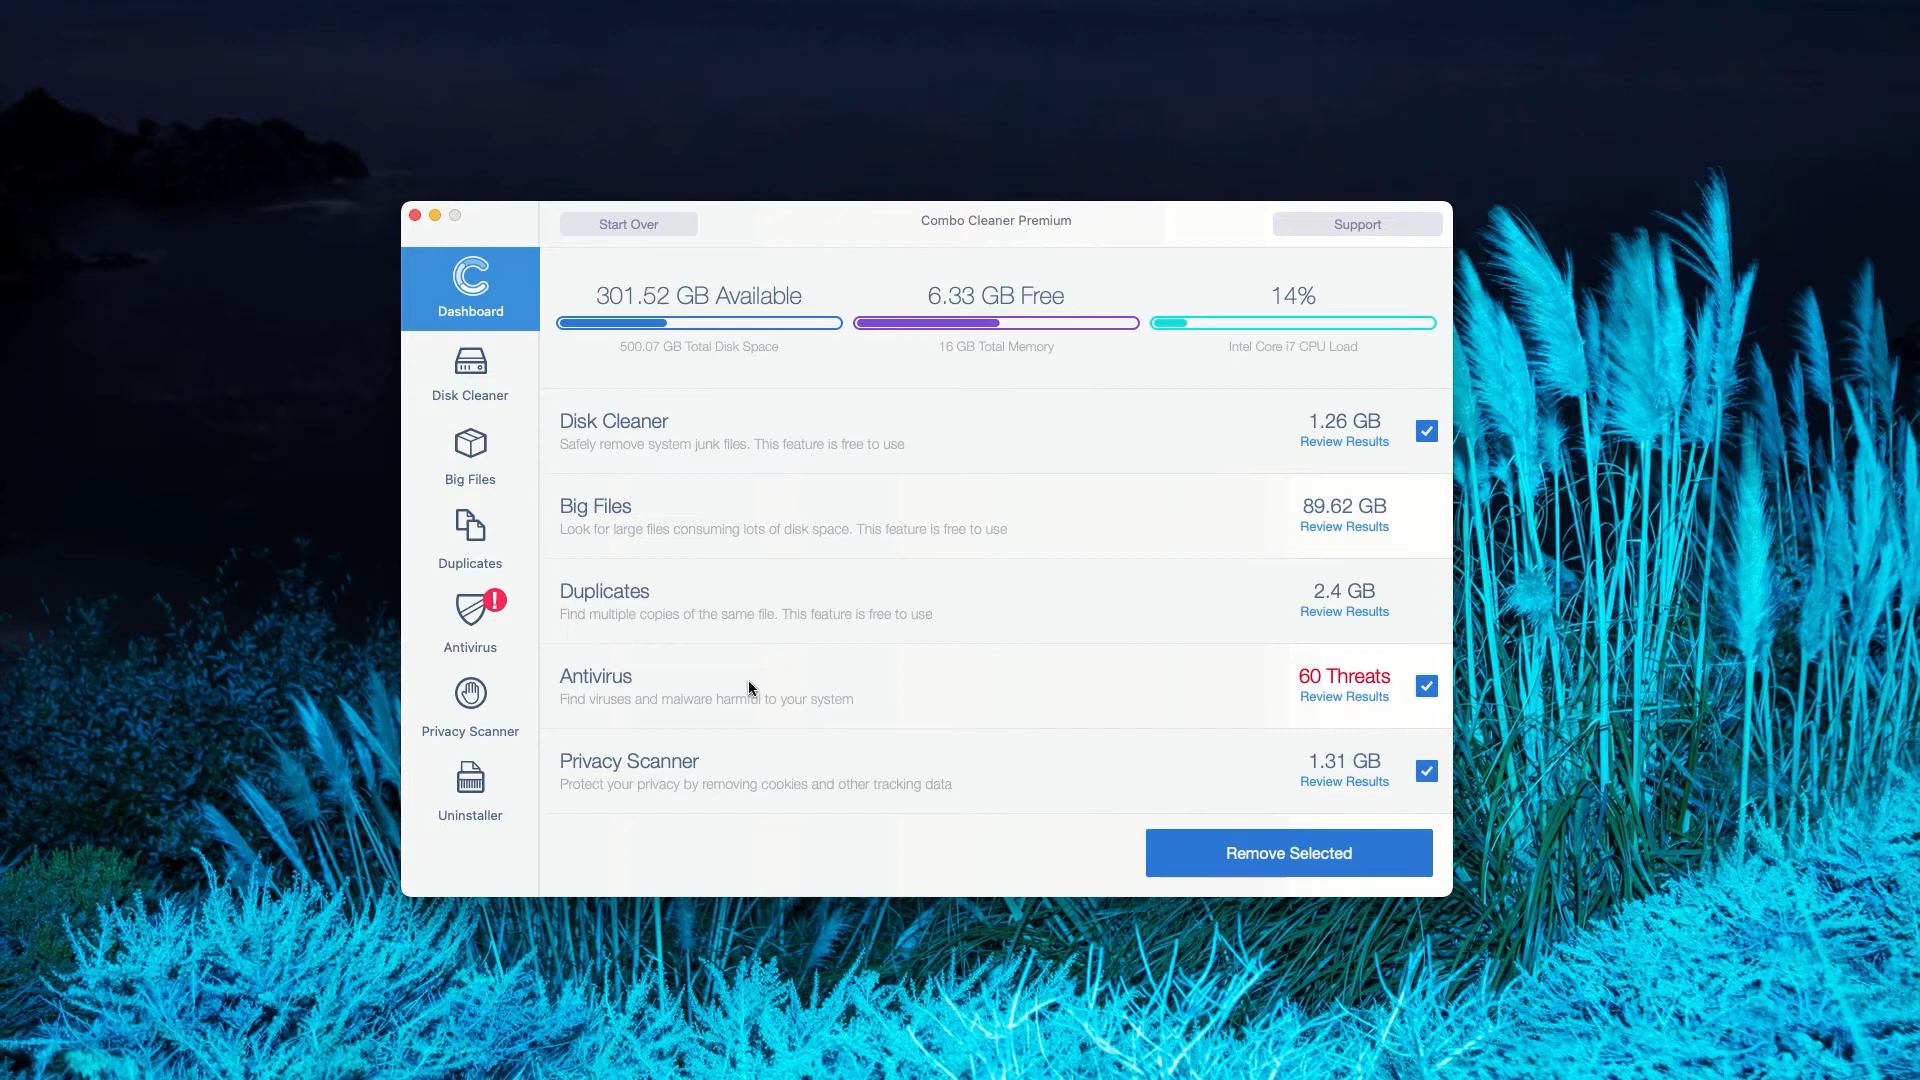 Start Over
Combo Cleaner Premium
Support
Dashboard
Disk Cleaner
Big Files
Duplicates
!
Antivirus
Privacy Scanner
Uninstaller
301.52 GB Available
500.07 GB Total Disk Space
6.33 GB Free
16 GB Total Memory
14%
Intel Core i7 CPU Load
Disk Cleaner
Safely remove system junk files. This feature is free to use
1.26 GB
Review Results
Big Files
Look for large files consuming lots of disk space. This feature is free to use
89.62 GB
Review Results
Duplicates
Find multiple copies of the same file. This feature is free to use
2.4 GB
Review Results
Antivirus
Find viruses and malware harmful to your system
60 Threats
Review Results
Privacy Scanner
Protect your privacy by removing cookies and other tracking data
1.31 GB
Review Results
Remove Selected